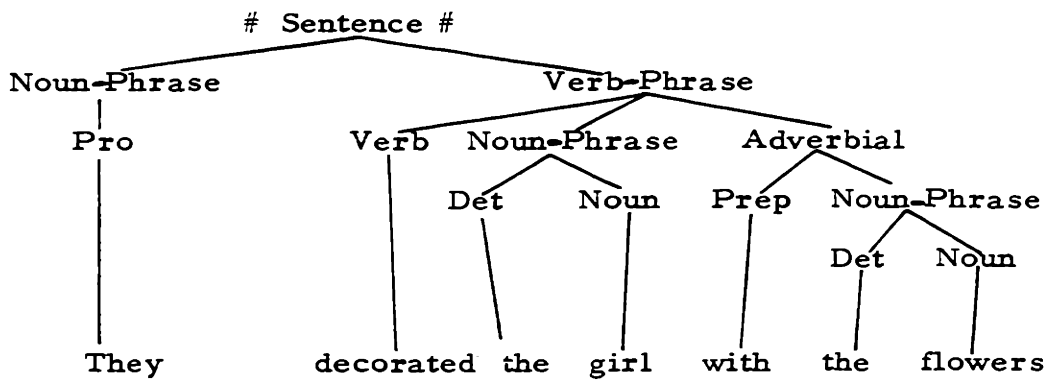 # Sentence #
Noun-Phrase Verb-Phrase
Pro Verb Noun-Phrase Adverbial
Det Noun Prep Noun-Phrase
Det Noun
They decorated the girl with the flowers